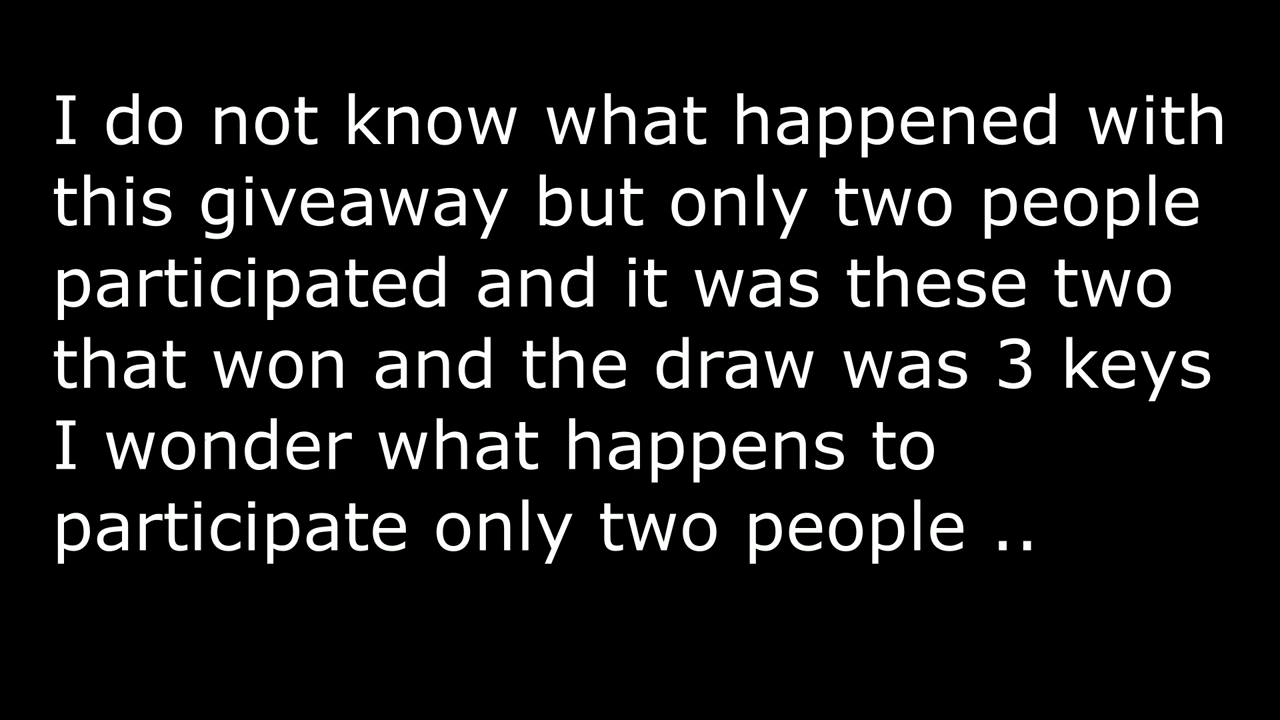 I do not know what happened with
this giveaway but only two people
participated and it was these two
that won and the draw was 3 keys
I wonder what happens to
participate only two people ..